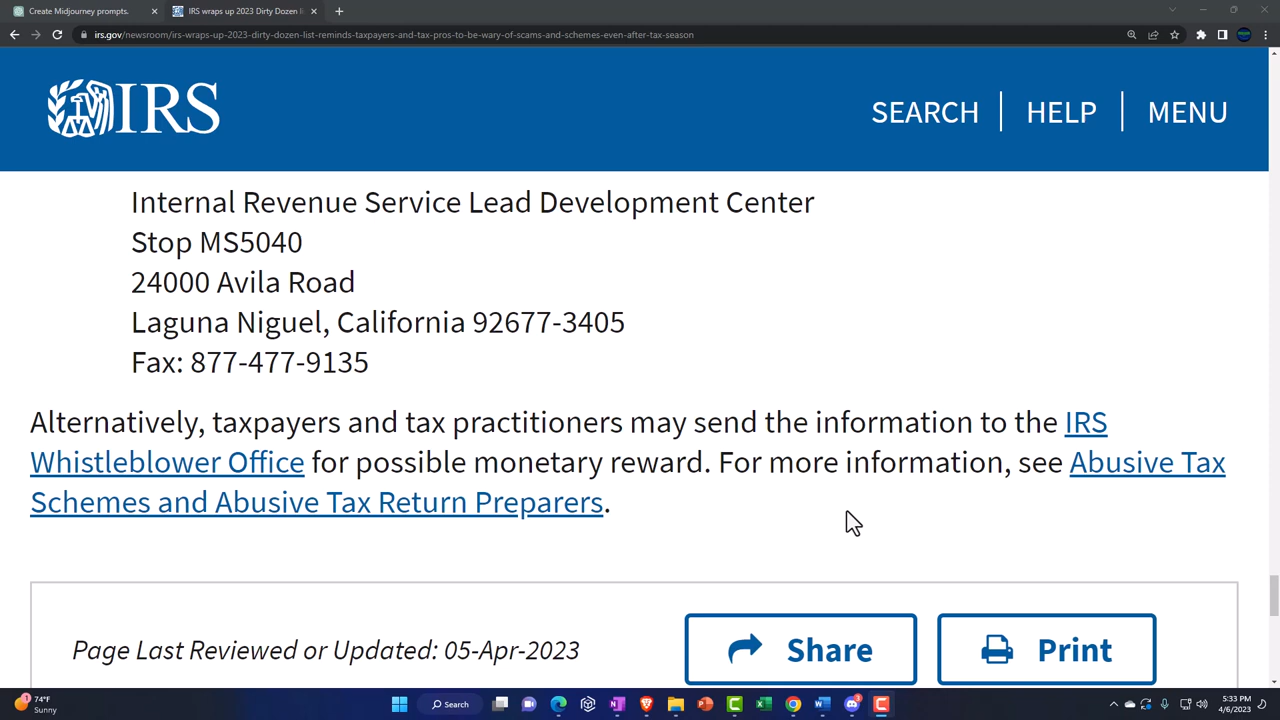 Create Midjourney prompts.
IRS wraps up 2023 Dirty Dozen li
irs.gov/newsroom/irs-wraps-up-2023-dirty-dozen-list-reminds-taxpayers-and-tax-pros-to-be-wary-of-scams-and-schemes-even-after-tax-season
IRS
SEARCH
HELP
MENU
Internal Revenue Service Lead Development Center
Stop MS5040
24000 Avila Road
Laguna Niguel, California 92677-3405
Fax: 877-477-9135
Alternatively, taxpayers and tax practitioners may send the information to the IRS
Whistleblower Office for possible monetary reward. For more information, see Abusive Tax
Schemes and Abusive Tax Return Preparers.
Page Last Reviewed or Updated: 05-Apr-2023
Share
Print
1
74°F
Sunny
Search
3
5:33 PM
4/6/2023